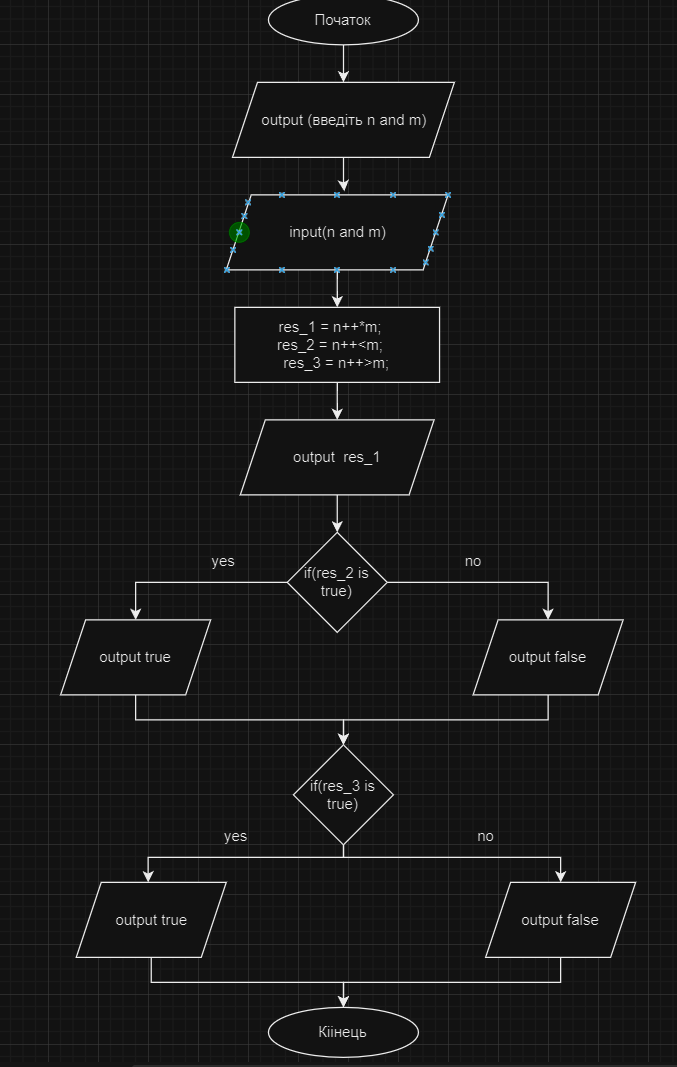 Початок
output (введіть n and m)
input(n and m)
res_1 = n++*m;
res_2 = n++<m;
res_3 = n++>m;
output res_1
if(res_2 is
true)
yes
no
output true
output false
if(res_3 is
true)
yes
no
output true
output false
Кіінець